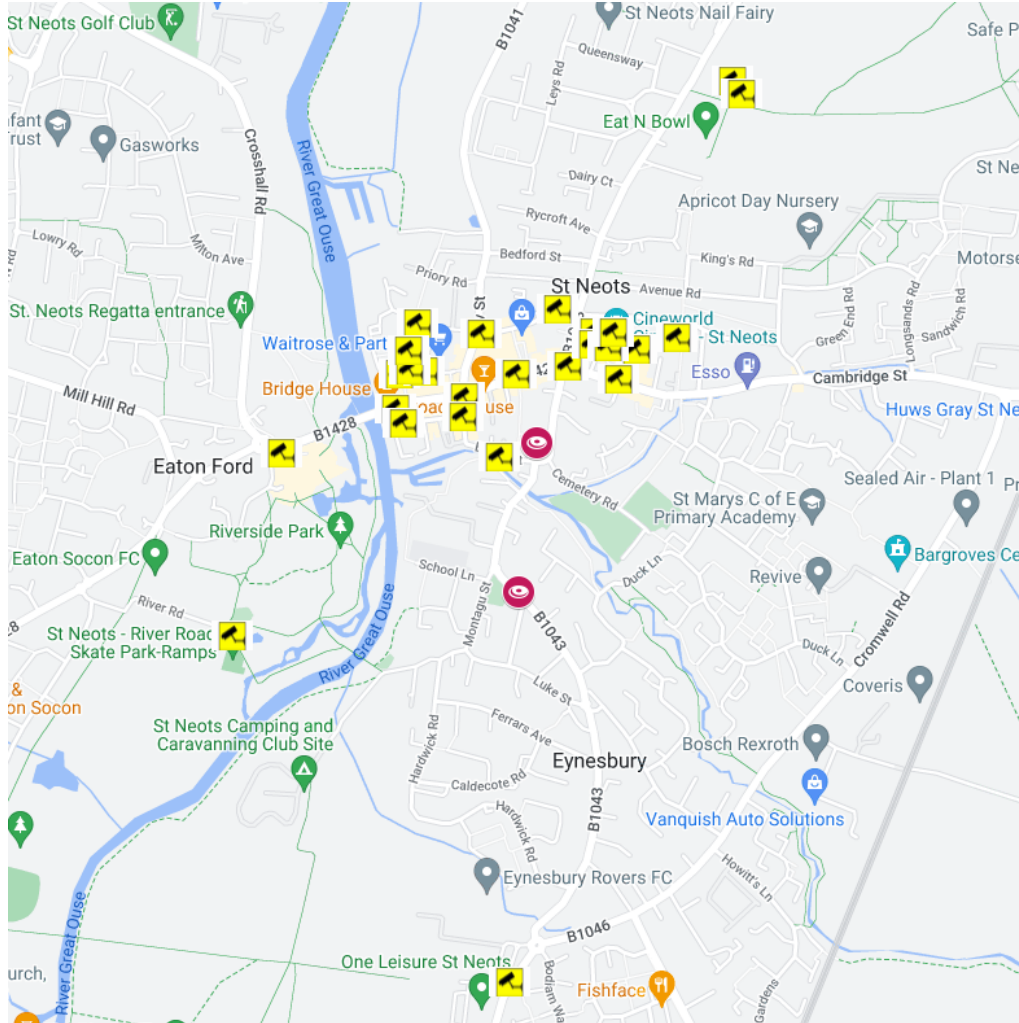 St Neots Golf Club
St Neots Nail Fairy
Safe P
B1041
Queensway
Leys Rd
nfant
Trust
Gasworks
Eat N Bowl
Crosshall Rd
River Great Ouse
St Ne
Dairy Ct
Apricot Day Nursery
Rycroft Ave
Lowry Rd
Milton Ave
Bedford St
King's Rd
Motorse
Priory Rd
St Neots
Avenue Rd
St. Neots Regatta entrance
Green End Rd
Longsands Rd
Sandwich Rd
Cineworld
- St Neots
Waitrose & Part
Bridge House
Esso
Cambridge St
Mill Hill Rd
Huws Gray St Ne
B1428
Eaton Ford
Cemetery Rd
Sealed Air - Plant 1
St Marys C of E
Primary Academy
Riverside Park
Eaton Socon FC
School Ln
Duck Ln
Revive
Bargroves Ce
River Rd
Montagu St
B1043
Cromwell Rd
St Neots - River Road
Skate Park-Ramps
River Great Ouse
Duck Ln
&
on Socon
Luke St
Coveris
St Neots Camping and
Caravanning Club Site
Ferrars Ave
Hardwick Rd
Eynesbury
Bosch Rexroth
Caldecote Rd
B1043
Vanquish Auto Solutions
Hardwick Rd
Howitt's Ln
Eynesbury Rovers FC
River Great Ouse
B1046
One Leisure St Neots
urch,
Bodiam Wa
Fishface
Gardens